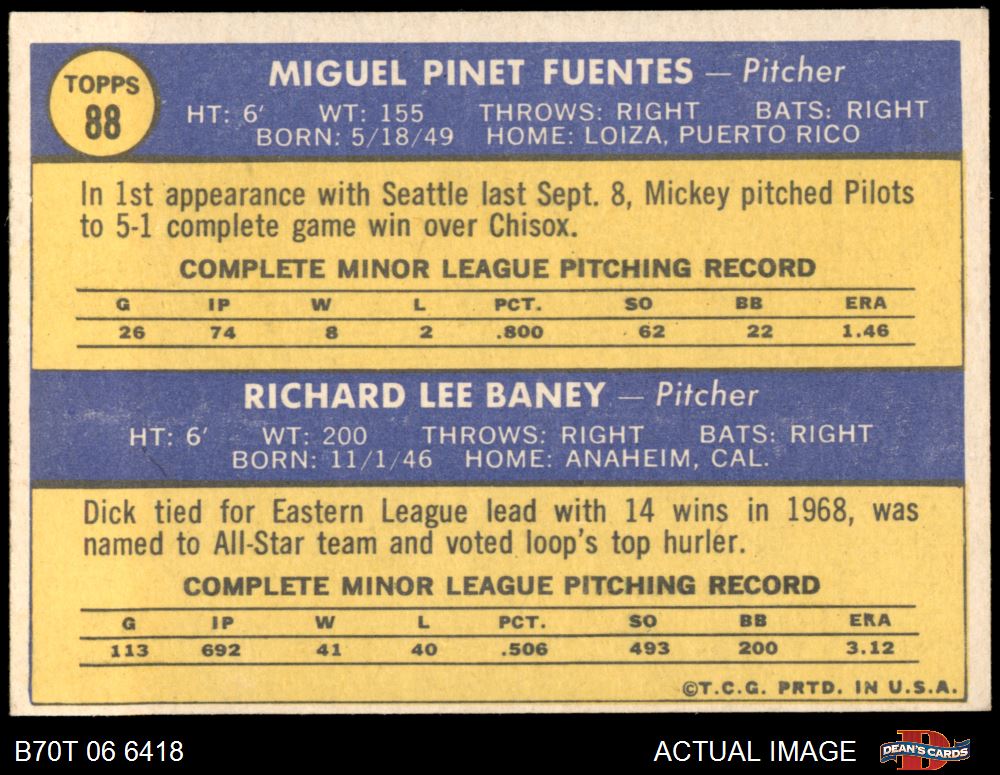 TOPPS
88
MIGUEL PINET FUENTES — Pitcher
HT: 6' WT: 155 THROWS: RIGHT BATS: RIGHT
BORN: 5/18/49 HOME: LOIZA, PUERTO RICO
In 1st appearance with Seattle last Sept. 8, Mickey pitched Pilots
to 5-1 complete game win over Chisox.
COMPLETE MINOR LEAGUE PITCHING RECORD
G IP W L PCT. SO BB ERA
26 74 8 2 .800 62 22 1.46
RICHARD LEE BANEY — Pitcher
HT: 6' WT: 200 THROWS: RIGHT BATS: RIGHT
BORN: 11/1/46 HOME: ANAHEIM, CAL.
Dick tied for Eastern League lead with 14 wins in 1968, was
named to All-Star team and voted loop's top hurler.
COMPLETE MINOR LEAGUE PITCHING RECORD
G IP W L PCT. SO BB ERA
113 692 41 40 .506 493 200 3.12
©T.C.G. PRTD. IN U.S.A.
B70T 06 6418 ACTUAL IMAGE D DEAN'S CARDS